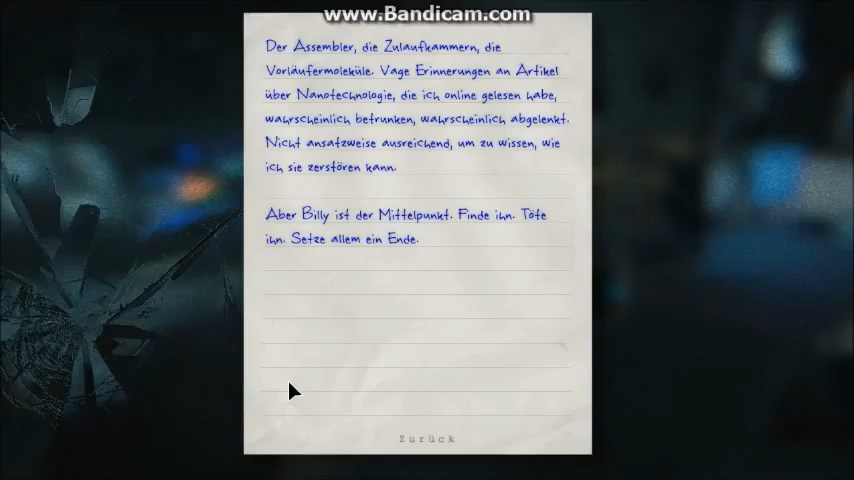 www.Bandicam.com
Der Assembler, die Zulaufkammern, die
Vorläufermoleküle. Vage Erinnerungen an Artikel
über Nanotechnologie, die ich online gelesen habe,
wahrscheinlich betrunken, wahrscheinlich abgelenkt.
Nicht ansatzweise ausreichend, um zu wissen, wie
ich sie zerstören kann.
Aber Billy ist der Mittelpunkt. Finde ihn. Töte
ihn. Setze allem ein Ende.
Zurück